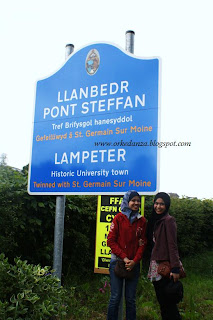 LLANBEDR
PONT STEFFAN
Tref Brifysgol hanesyddol
Gefeillwyd â St. Germain Sur Moine
www.orkedanza.blogspot.com
LAMPETER
Historic University town
Twinned with St. Germain Sur Moine